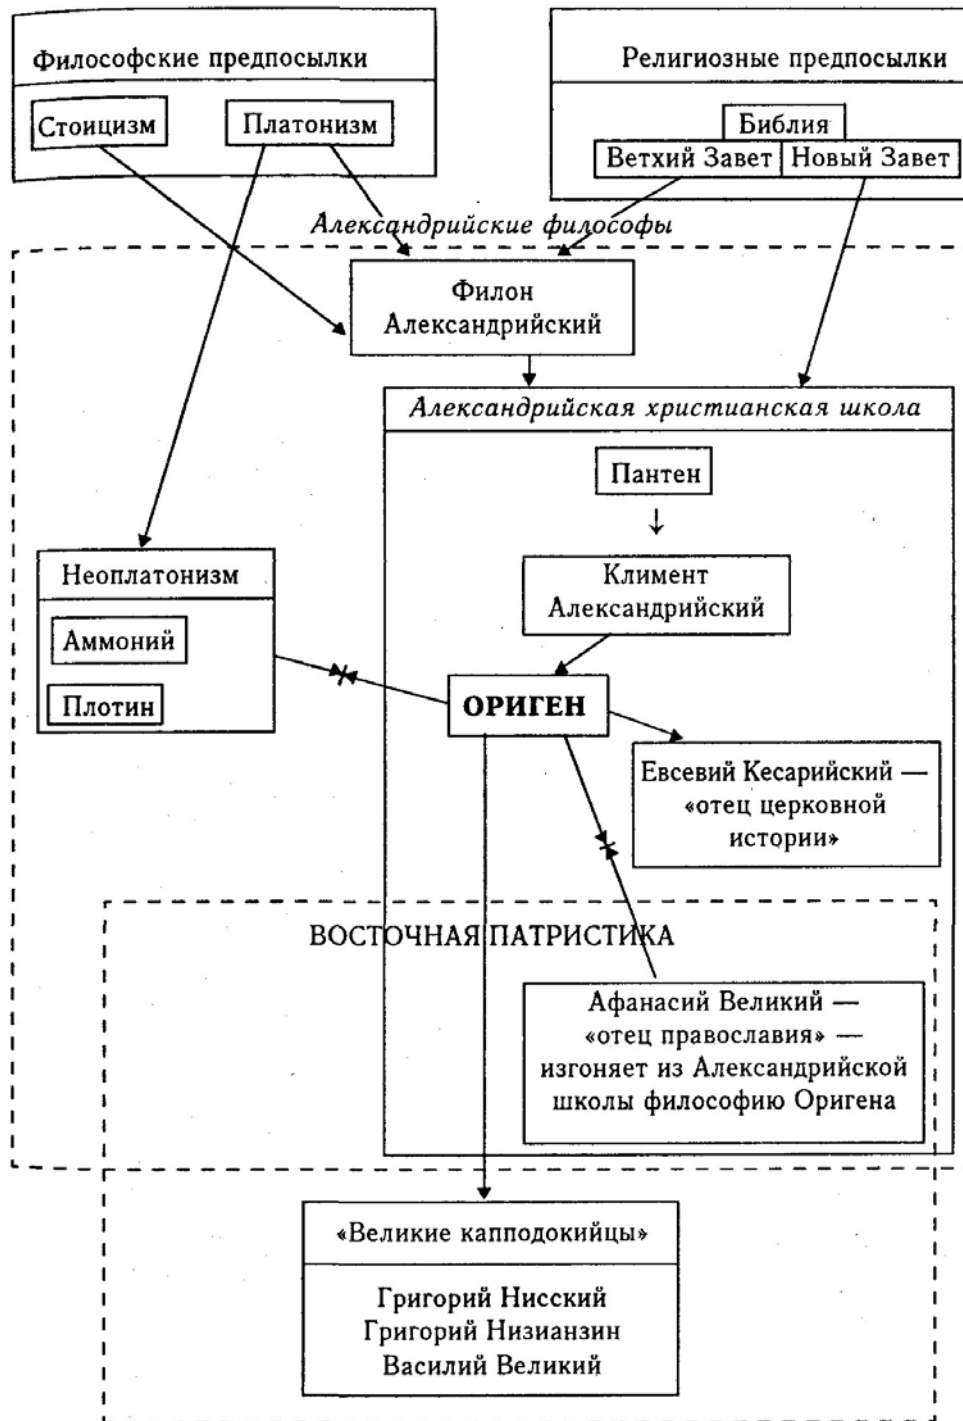 Философские предпосылки
Религиозные предпосылки
Стоицизм
Платонизм
Библия
Ветхий Завет
Новый Завет
Александрийские философы
Филон
Александрийский
Александрийская христианская школа
Пантен
Климент
Александрийский
Неоплатонизм
Аммоний
Плотин
ОРИГЕН
Евсевий Кесарийский —
«отец церковной
истории»
ВОСТОЧНАЯ ПАТРИСТИКА
Афанасий Великий —
«отец православия» —
изгоняет из Александрийской
школы философию Оригена
«Великие капподокийцы»
Григорий Нисский
Григорий Низианзин
Василий Великий